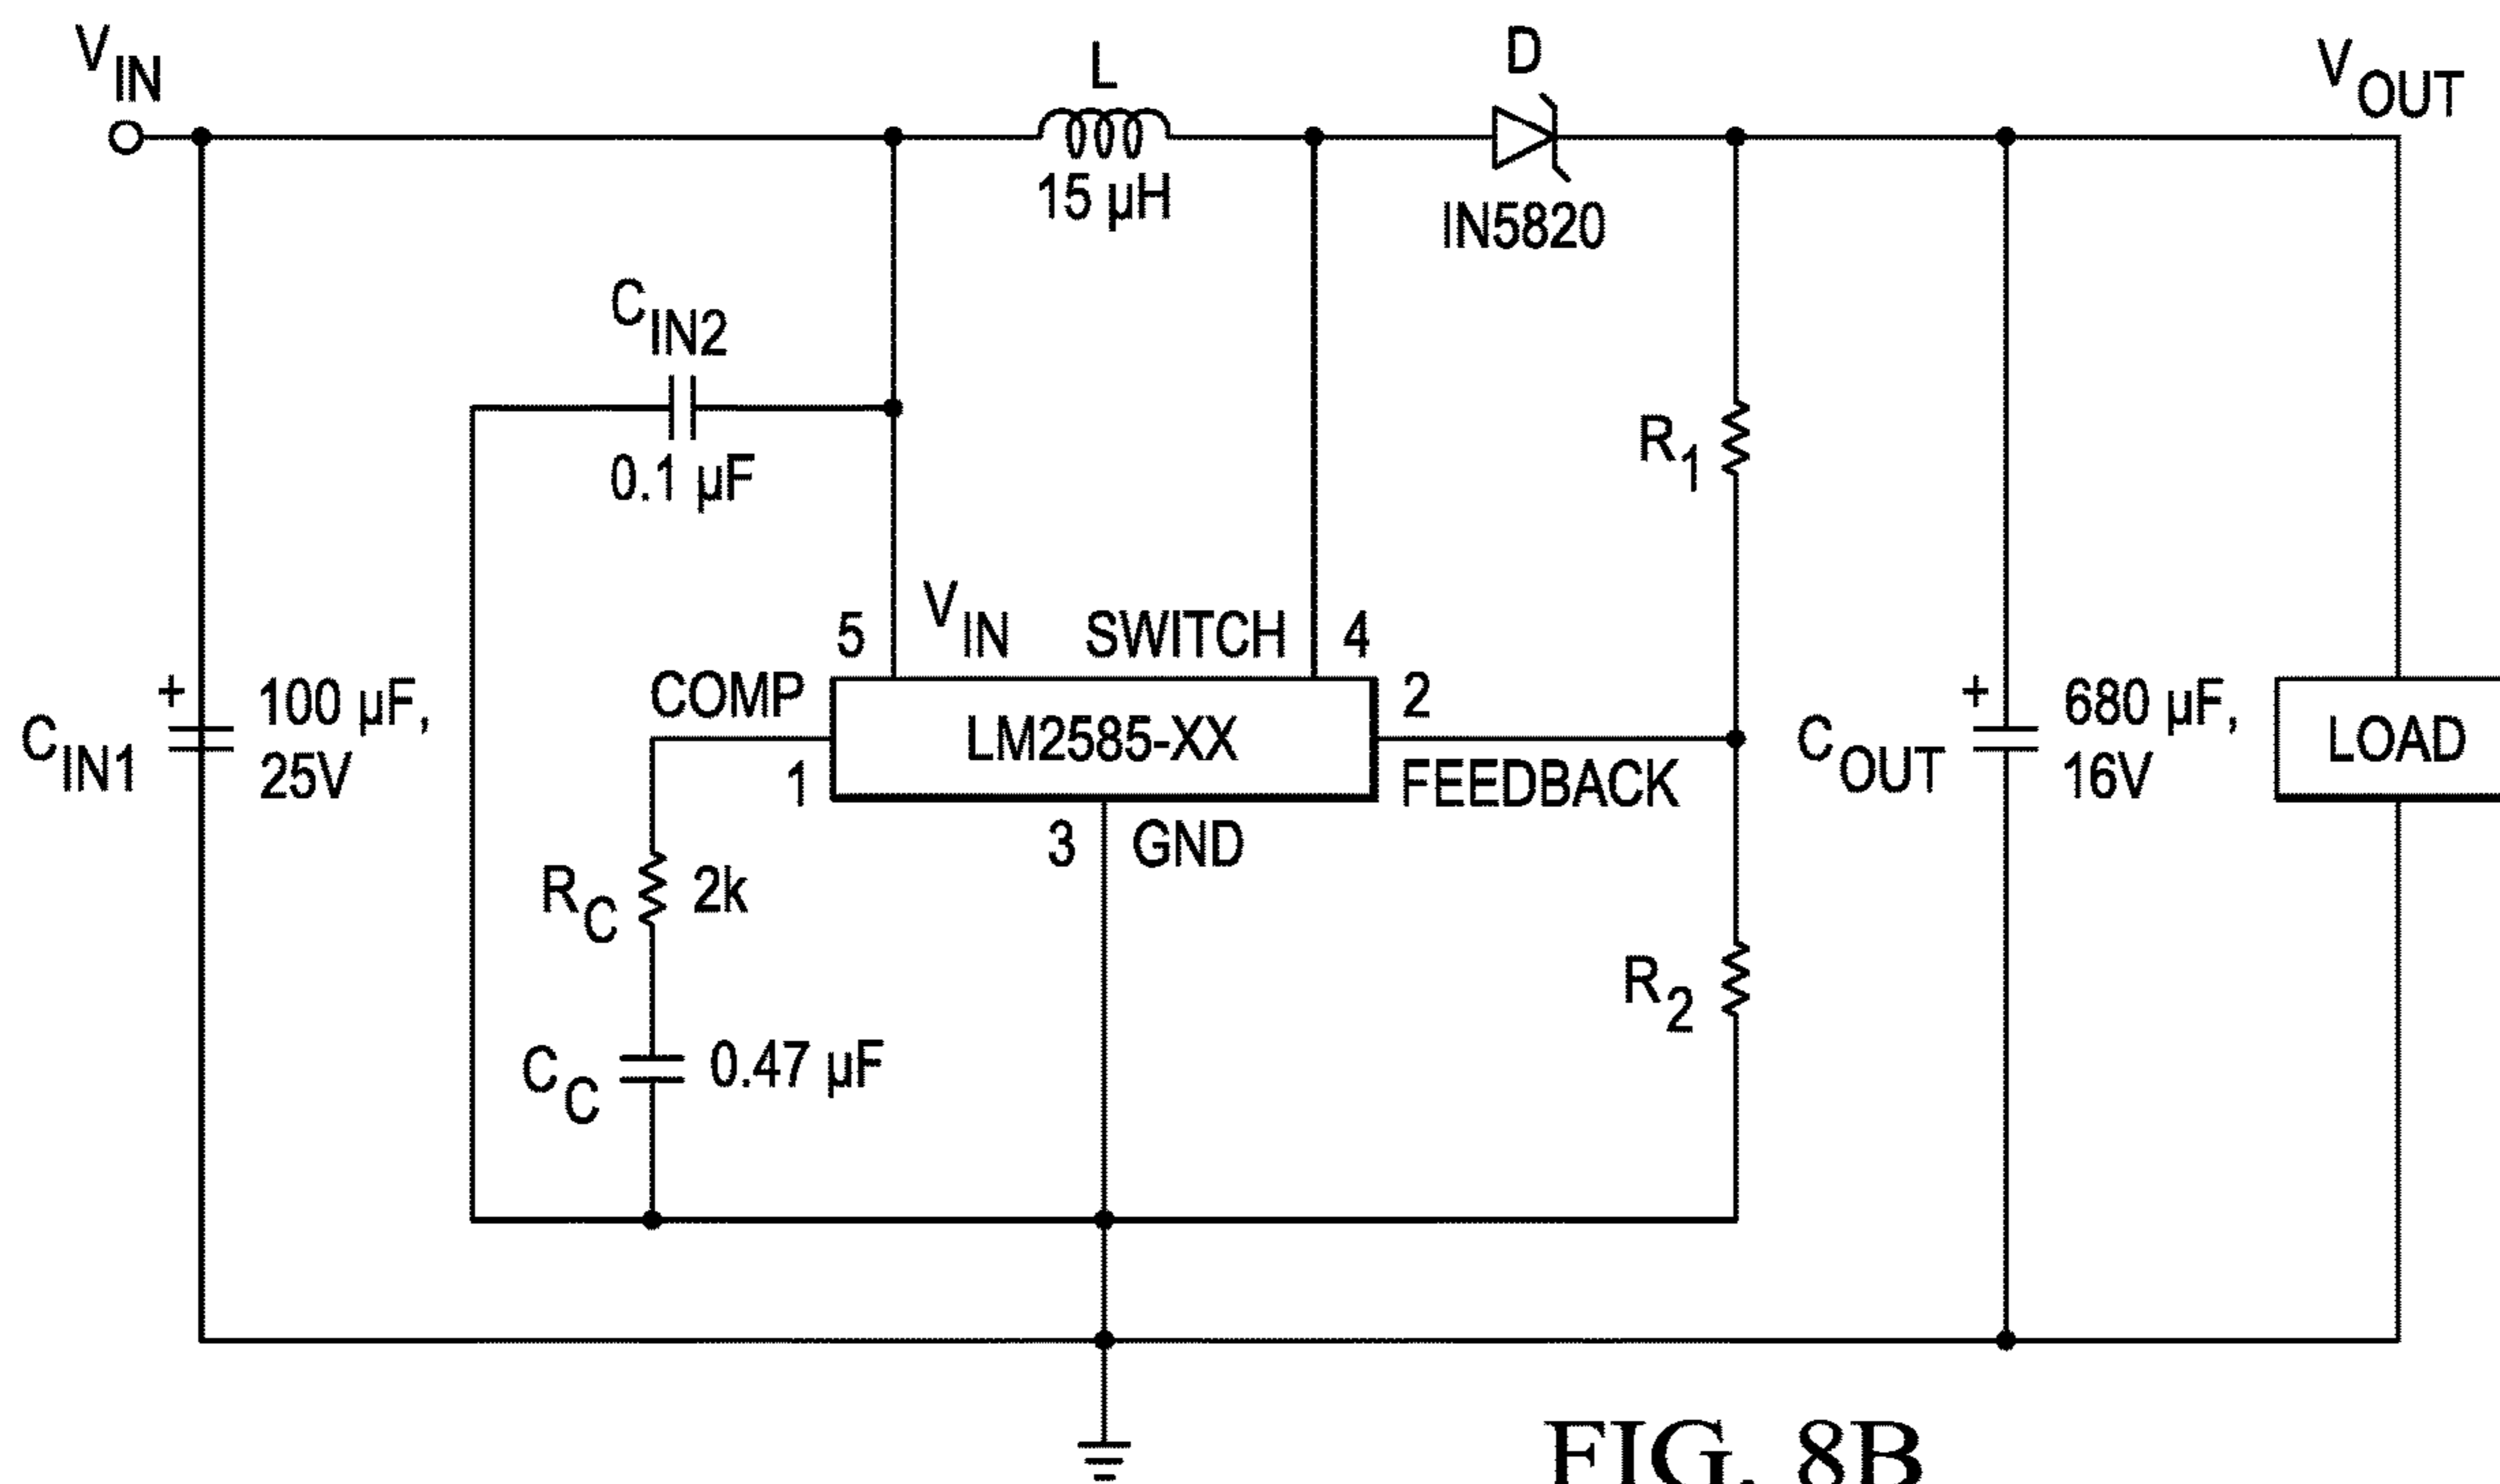 VIN
L
D
VOUT
15 µH
IN5820
CIN2
0.1 µF
R1
5
VIN
SWITCH
4
COMP
1
LM2585-XX
2
FEEDBACK
3
GND
+
CIN1
100 µF,
25V
+
COUT
680 µF,
16V
LOAD
RC
2k
R2
CC
0.47 µF
FIG. 8B